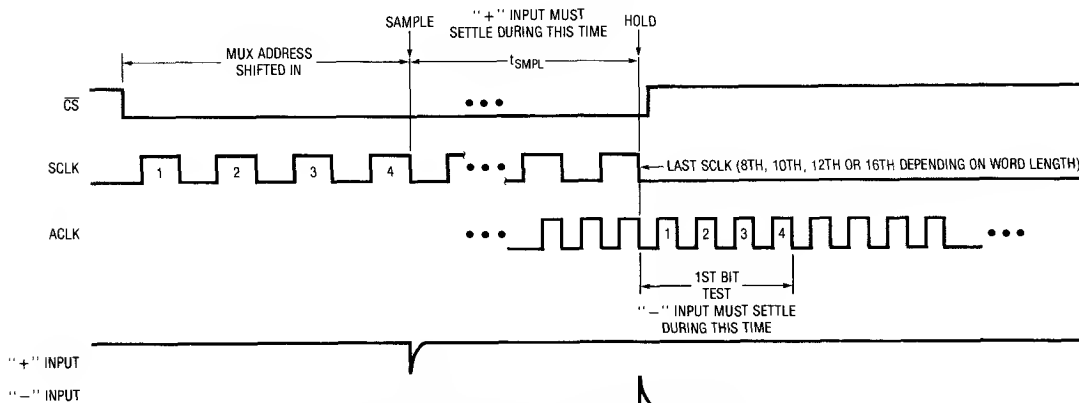 SAMPLE
"+" INPUT MUST
SETTLE DURING THIS TIME
HOLD
MUX ADDRESS
SHIFTED IN
tSMPL
CS
SCLK
1 2 3 4
LAST SCLK (8TH, 10TH, 12TH OR 16TH DEPENDING ON WORD LENGTH)
ACLK
1 2 3 4
1ST BIT
TEST
"−" INPUT MUST SETTLE
DURING THIS TIME
"+" INPUT
"−" INPUT